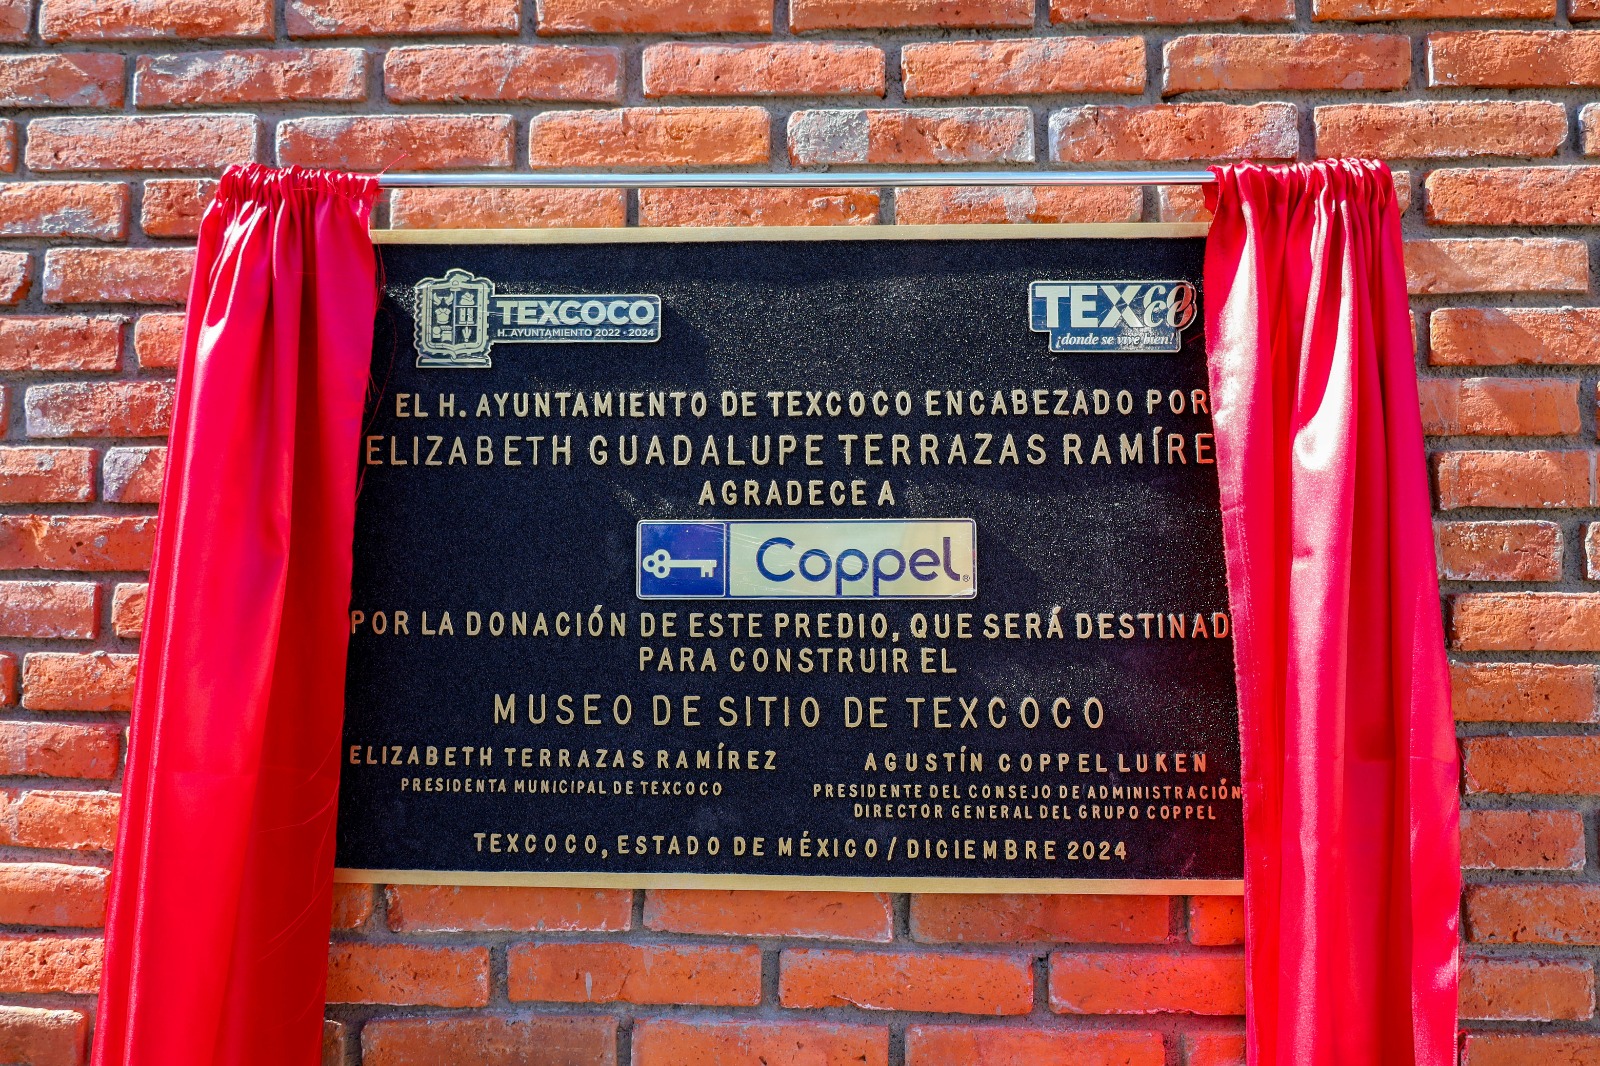 TEXCOCO
H. AYUNTAMIENTO 2022 - 2024
TEXCO
¡donde se vive bien!
EL H. AYUNTAMIENTO DE TEXCOCO ENCABEZADO POR
ELIZABETH GUADALUPE TERRAZAS RAMÍRE
AGRADECE A
Coppel®
POR LA DONACIÓN DE ESTE PREDIO, QUE SERÁ DESTINAD
PARA CONSTRUIR EL
MUSEO DE SITIO DE TEXCOCO
ELIZABETH TERRAZAS RAMÍREZ
PRESIDENTA MUNICIPAL DE TEXCOCO
AGUSTÍN COPPEL LUKEN
PRESIDENTE DEL CONSEJO DE ADMINISTRACIÓN
DIRECTOR GENERAL DEL GRUPO COPPEL
TEXCOCO, ESTADO DE MÉXICO / DICIEMBRE 2024